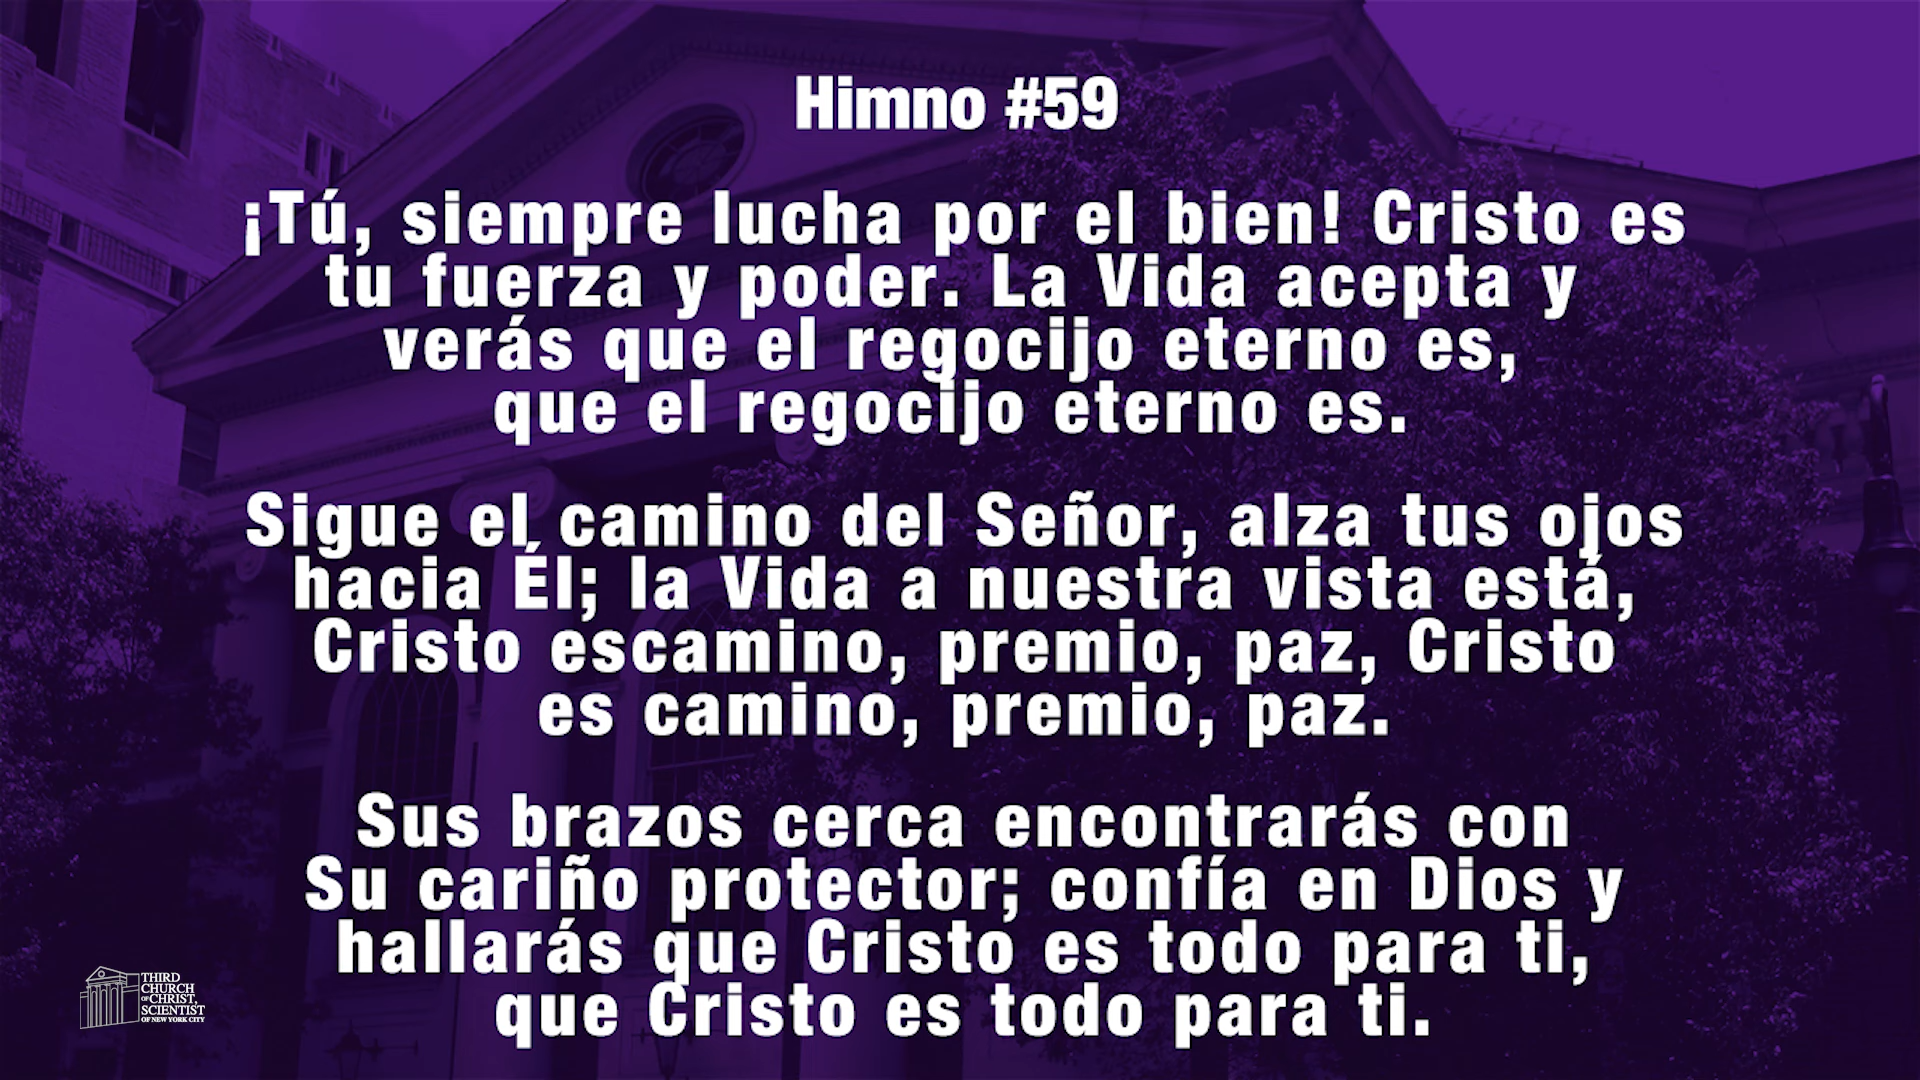 Himno #59
¡Tú, siempre lucha por el bien! Cristo es
tu fuerza y poder. La Vida acepta y
verás que el regocijo eterno es,
que el regocijo eterno es.
Sigue el camino del Señor, alza tus ojos
hacia Él; la Vida a nuestra vista está,
Cristo escamino, premio, paz, Cristo
es camino, premio, paz.
Sus brazos cerca encontrarás con
Su cariño protector; confía en Dios y
hallarás que Cristo es todo para ti,
que Cristo es todo para ti.
THIRD
CHURCH
OF CHRIST,
SCIENTIST
OF NEW YORK CITY